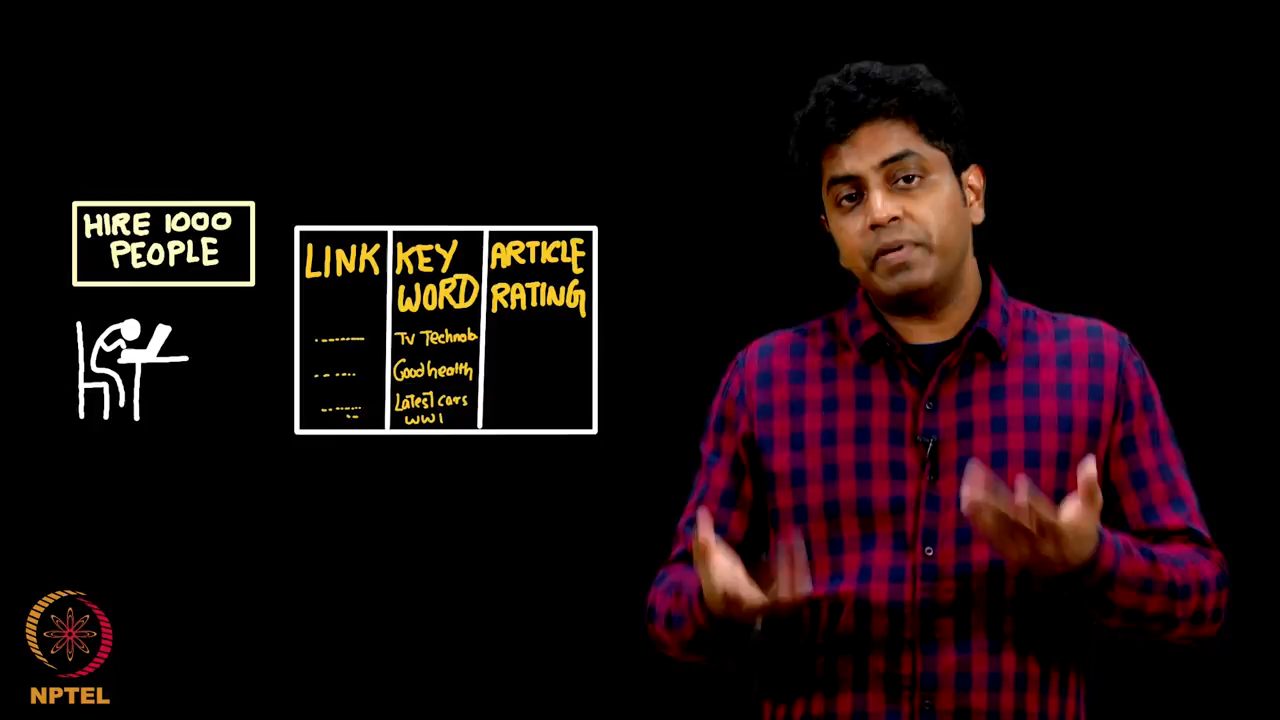 HIRE 1000
PEOPLE
LINK
KEY
WORD
ARTICLE
RATING
Tv Technolo
Good health
Latest cars
WW1
NPTEL